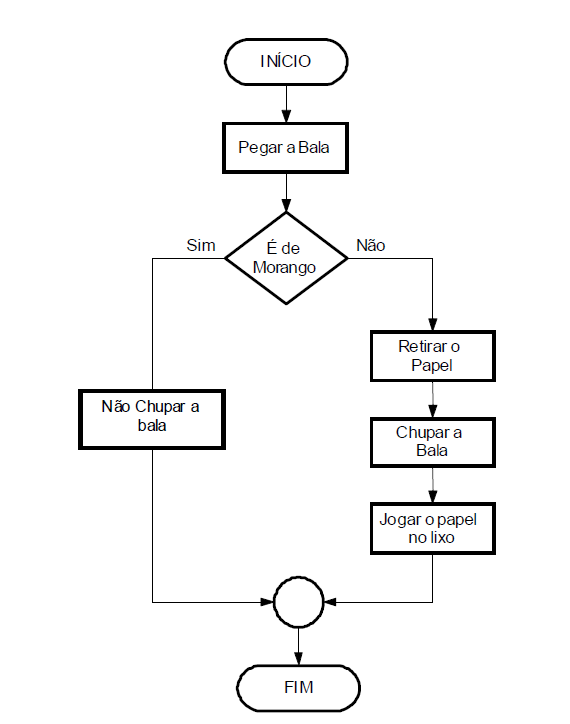 INÍCIO
Pegar a Bala
É de
Morango
Sim
Não
Retirar o
Papel
Não Chupar a
bala
Chupar a
Bala
Jogar o papel
no lixo
FIM